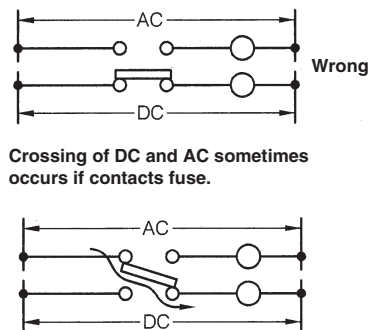 AC
Wrong
DC
Crossing of DC and AC sometimes
occurs if contacts fuse.
AC
DC